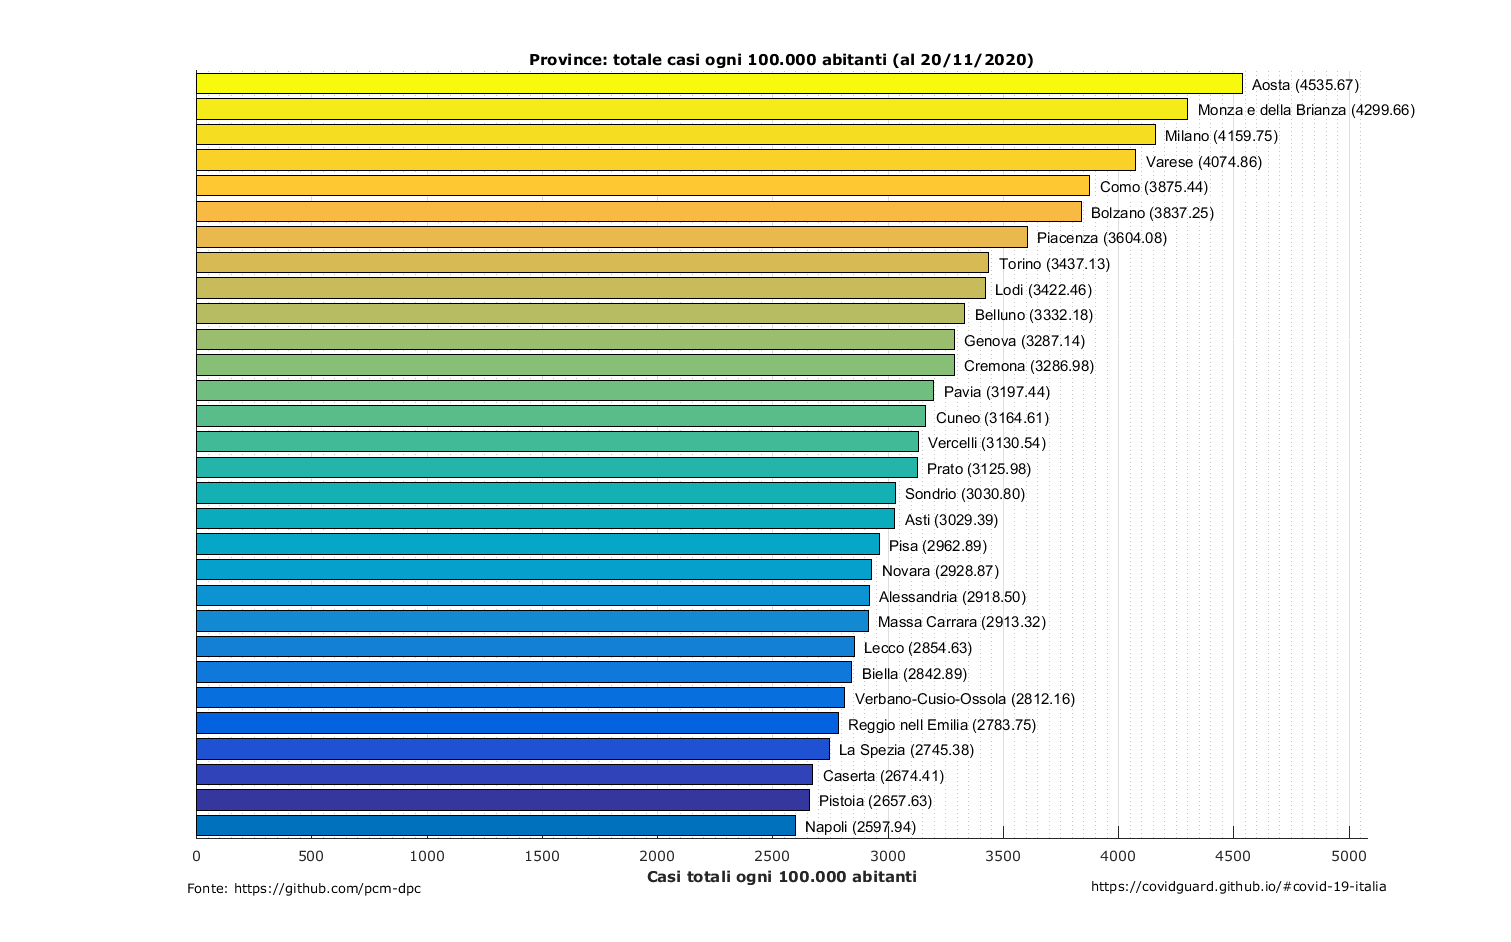 Province: totale casi ogni 100.000 abitanti (al 20/11/2020)
Aosta (4535.67)
Monza e della Brianza (4299.66)
Milano (4159.75)
Varese (4074.86)
Como (3875.44)
Bolzano (3837.25)
Piacenza (3604.08)
Torino (3437.13)
Lodi (3422.46)
Belluno (3332.18)
Genova (3287.14)
Cremona (3286.98)
Pavia (3197.44)
Cuneo (3164.61)
Vercelli (3130.54)
Prato (3125.98)
Sondrio (3030.80)
Asti (3029.39)
Pisa (2962.89)
Novara (2928.87)
Alessandria (2918.50)
Massa Carrara (2913.32)
Lecco (2854.63)
Biella (2842.89)
Verbano-Cusio-Ossola (2812.16)
Reggio nell Emilia (2783.75)
La Spezia (2745.38)
Caserta (2674.41)
Pistoia (2657.63)
Napoli (2597.94)
0 500 1000 1500 2000 2500 3000 3500 4000 4500 5000
Casi totali ogni 100.000 abitanti
Fonte: https://github.com/pcm-dpc
https://covidguard.github.io/#covid-19-italia